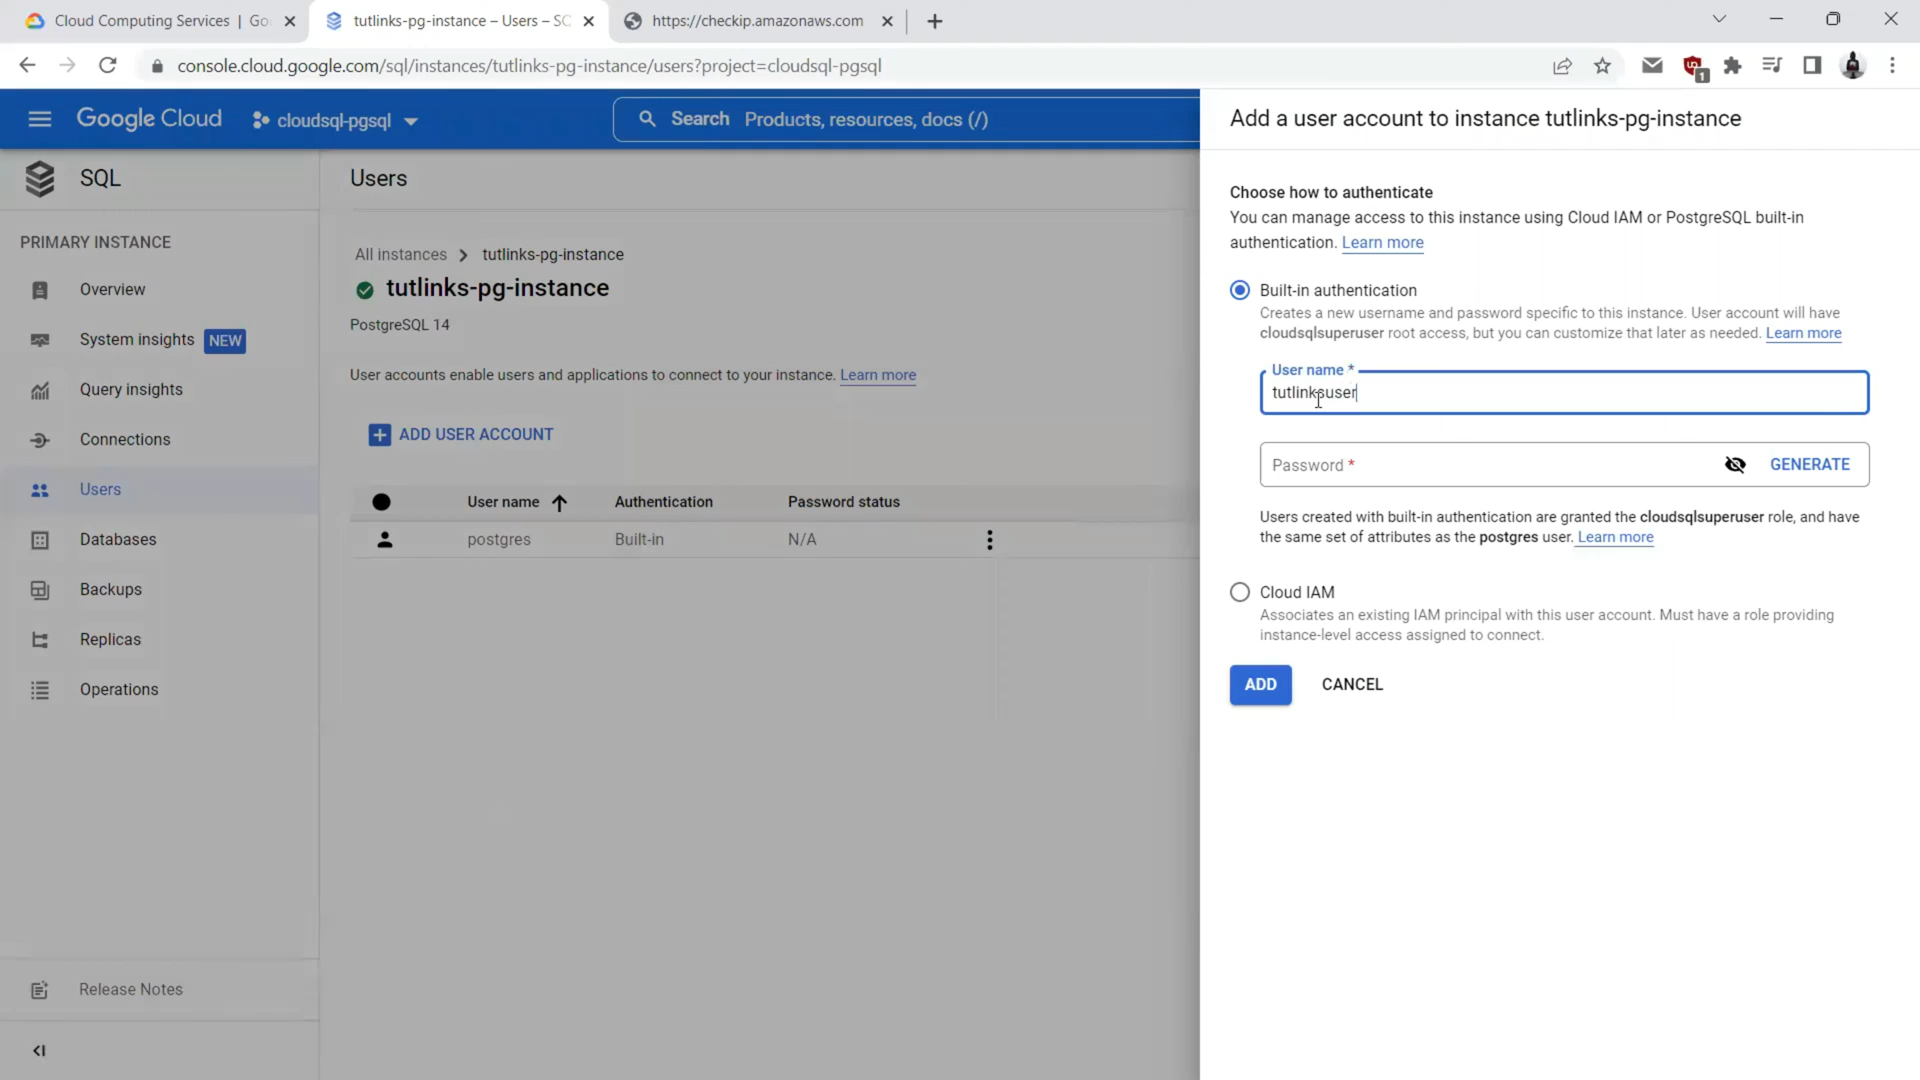 Cloud Computing Services | Go
tutlinks-pg-instance – Users – SQ
https://checkip.amazonaws.com
console.cloud.google.com/sql/instances/tutlinks-pg-instance/users?project=cloudsql-pgsql
1
Google Cloud
cloudsql-pgsql
Search Products, resources, docs (/)
SQL
PRIMARY INSTANCE
Overview
System insights NEW
Query insights
Connections
Users
Databases
Backups
Replicas
Operations
Release Notes
Users
All instances
tutlinks-pg-instance
tutlinks-pg-instance
PostgreSQL 14
User accounts enable users and applications to connect to your instance. Learn more
ADD USER ACCOUNT
User name Authentication Password status
postgres Built-in N/A
Add a user account to instance tutlinks-pg-instance
Choose how to authenticate
You can manage access to this instance using Cloud IAM or PostgreSQL built-in
authentication. Learn more
Built-in authentication
Creates a new username and password specific to this instance. User account will have
cloudsqlsuperuser root access, but you can customize that later as needed. Learn more
User name *
tutlinksuser
Password * GENERATE
Users created with built-in authentication are granted the cloudsqlsuperuser role, and have
the same set of attributes as the postgres user. Learn more
Cloud IAM
Associates an existing IAM principal with this user account. Must have a role providing
instance-level access assigned to connect.
ADD CANCEL